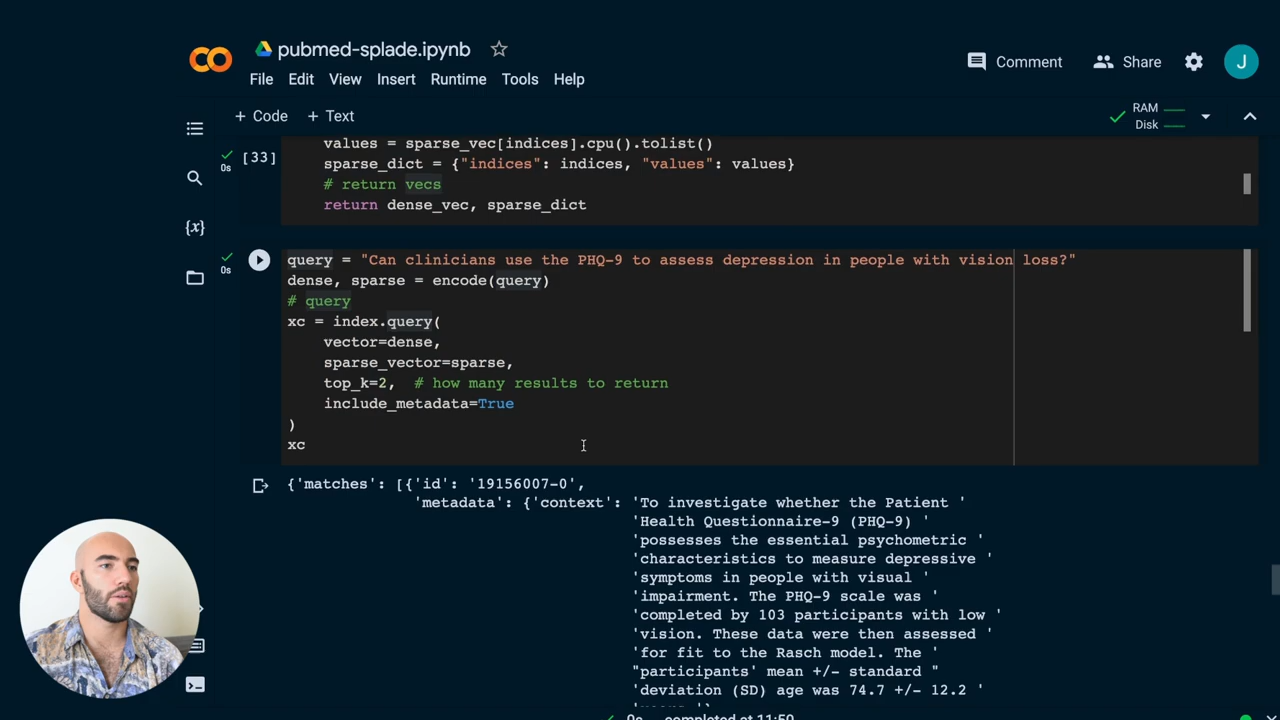 pubmed-splade.ipynb
File Edit View Insert Runtime Tools Help
Comment
Share
J
+ Code + Text
RAM
Disk
[33]
0s
values = sparse_vec[indices].cpu().tolist()
sparse_dict = {"indices": indices, "values": values}
# return vecs
return dense_vec, sparse_dict
{x}
0s
query = "Can clinicians use the PHQ-9 to assess depression in people with vision loss?"
dense, sparse = encode(query)
# query
xc = index.query(
vector=dense,
sparse_vector=sparse,
top_k=2,  # how many results to return
include_metadata=True
)
xc
{'matches': [{'id': '19156007-0',
'metadata': {'context': 'To investigate whether the Patient '
'Health Questionnaire-9 (PHQ-9) '
'possesses the essential psychometric '
'characteristics to measure depressive '
'symptoms in people with visual '
'impairment. The PHQ-9 scale was '
'completed by 103 participants with low '
'vision. These data were then assessed '
'for fit to the Rasch model. The '
"participants' mean +/- standard "
'deviation (SD) age was 74.7 +/- 12.2 '
0s completed at 11:50